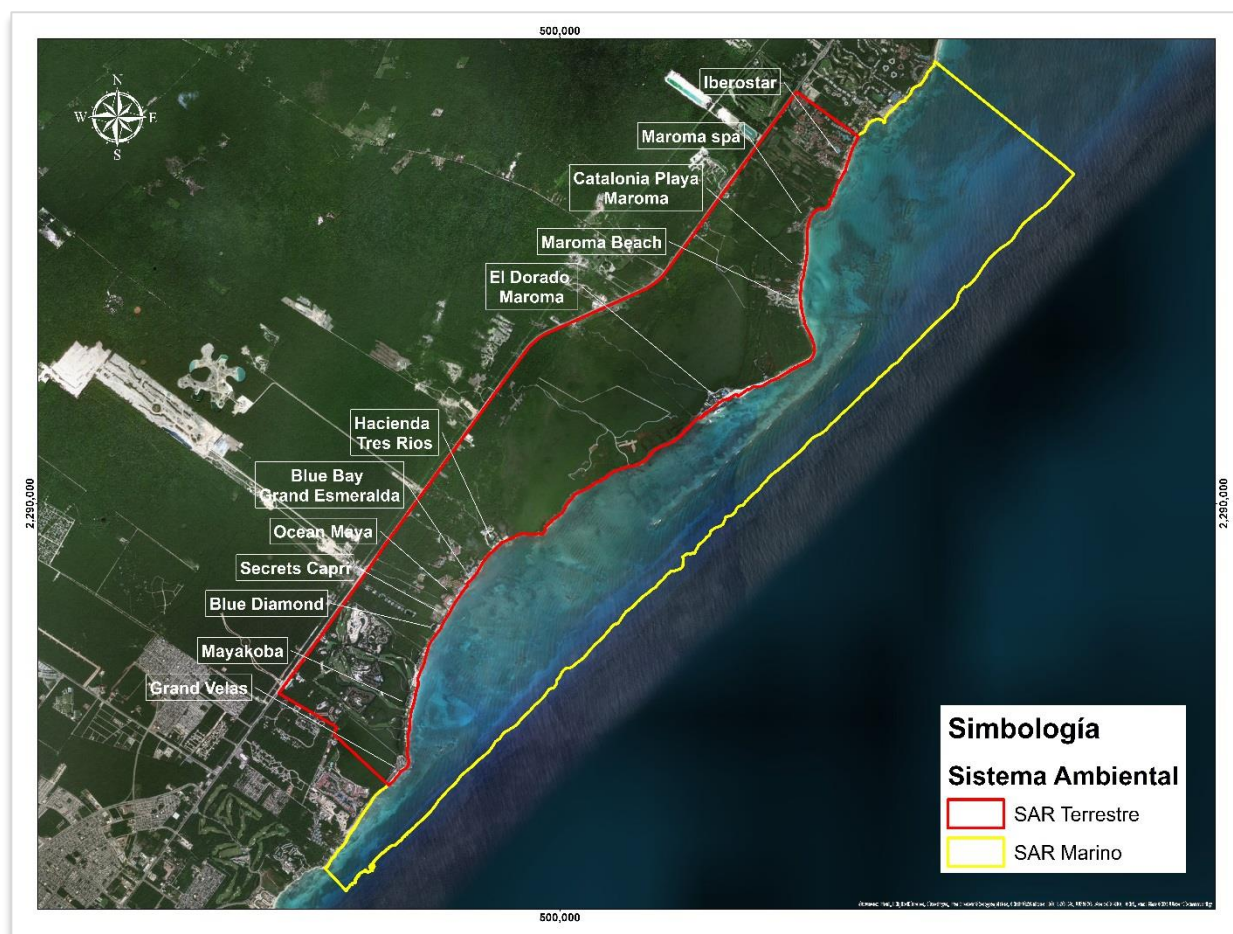 500,000
N
W E
S
Iberostar
Maroma spa
Catalonia Playa
Maroma
Maroma Beach
El Dorado
Maroma
Hacienda
Tres Rios
Blue Bay
Grand Esmeralda
2,290,000
2,290,000
Ocean Maya
Secrets Capri
Blue Diamond
Mayakoba
Grand Velas
Simbología
Sistema Ambiental
SAR Terrestre
SAR Marino
500,000